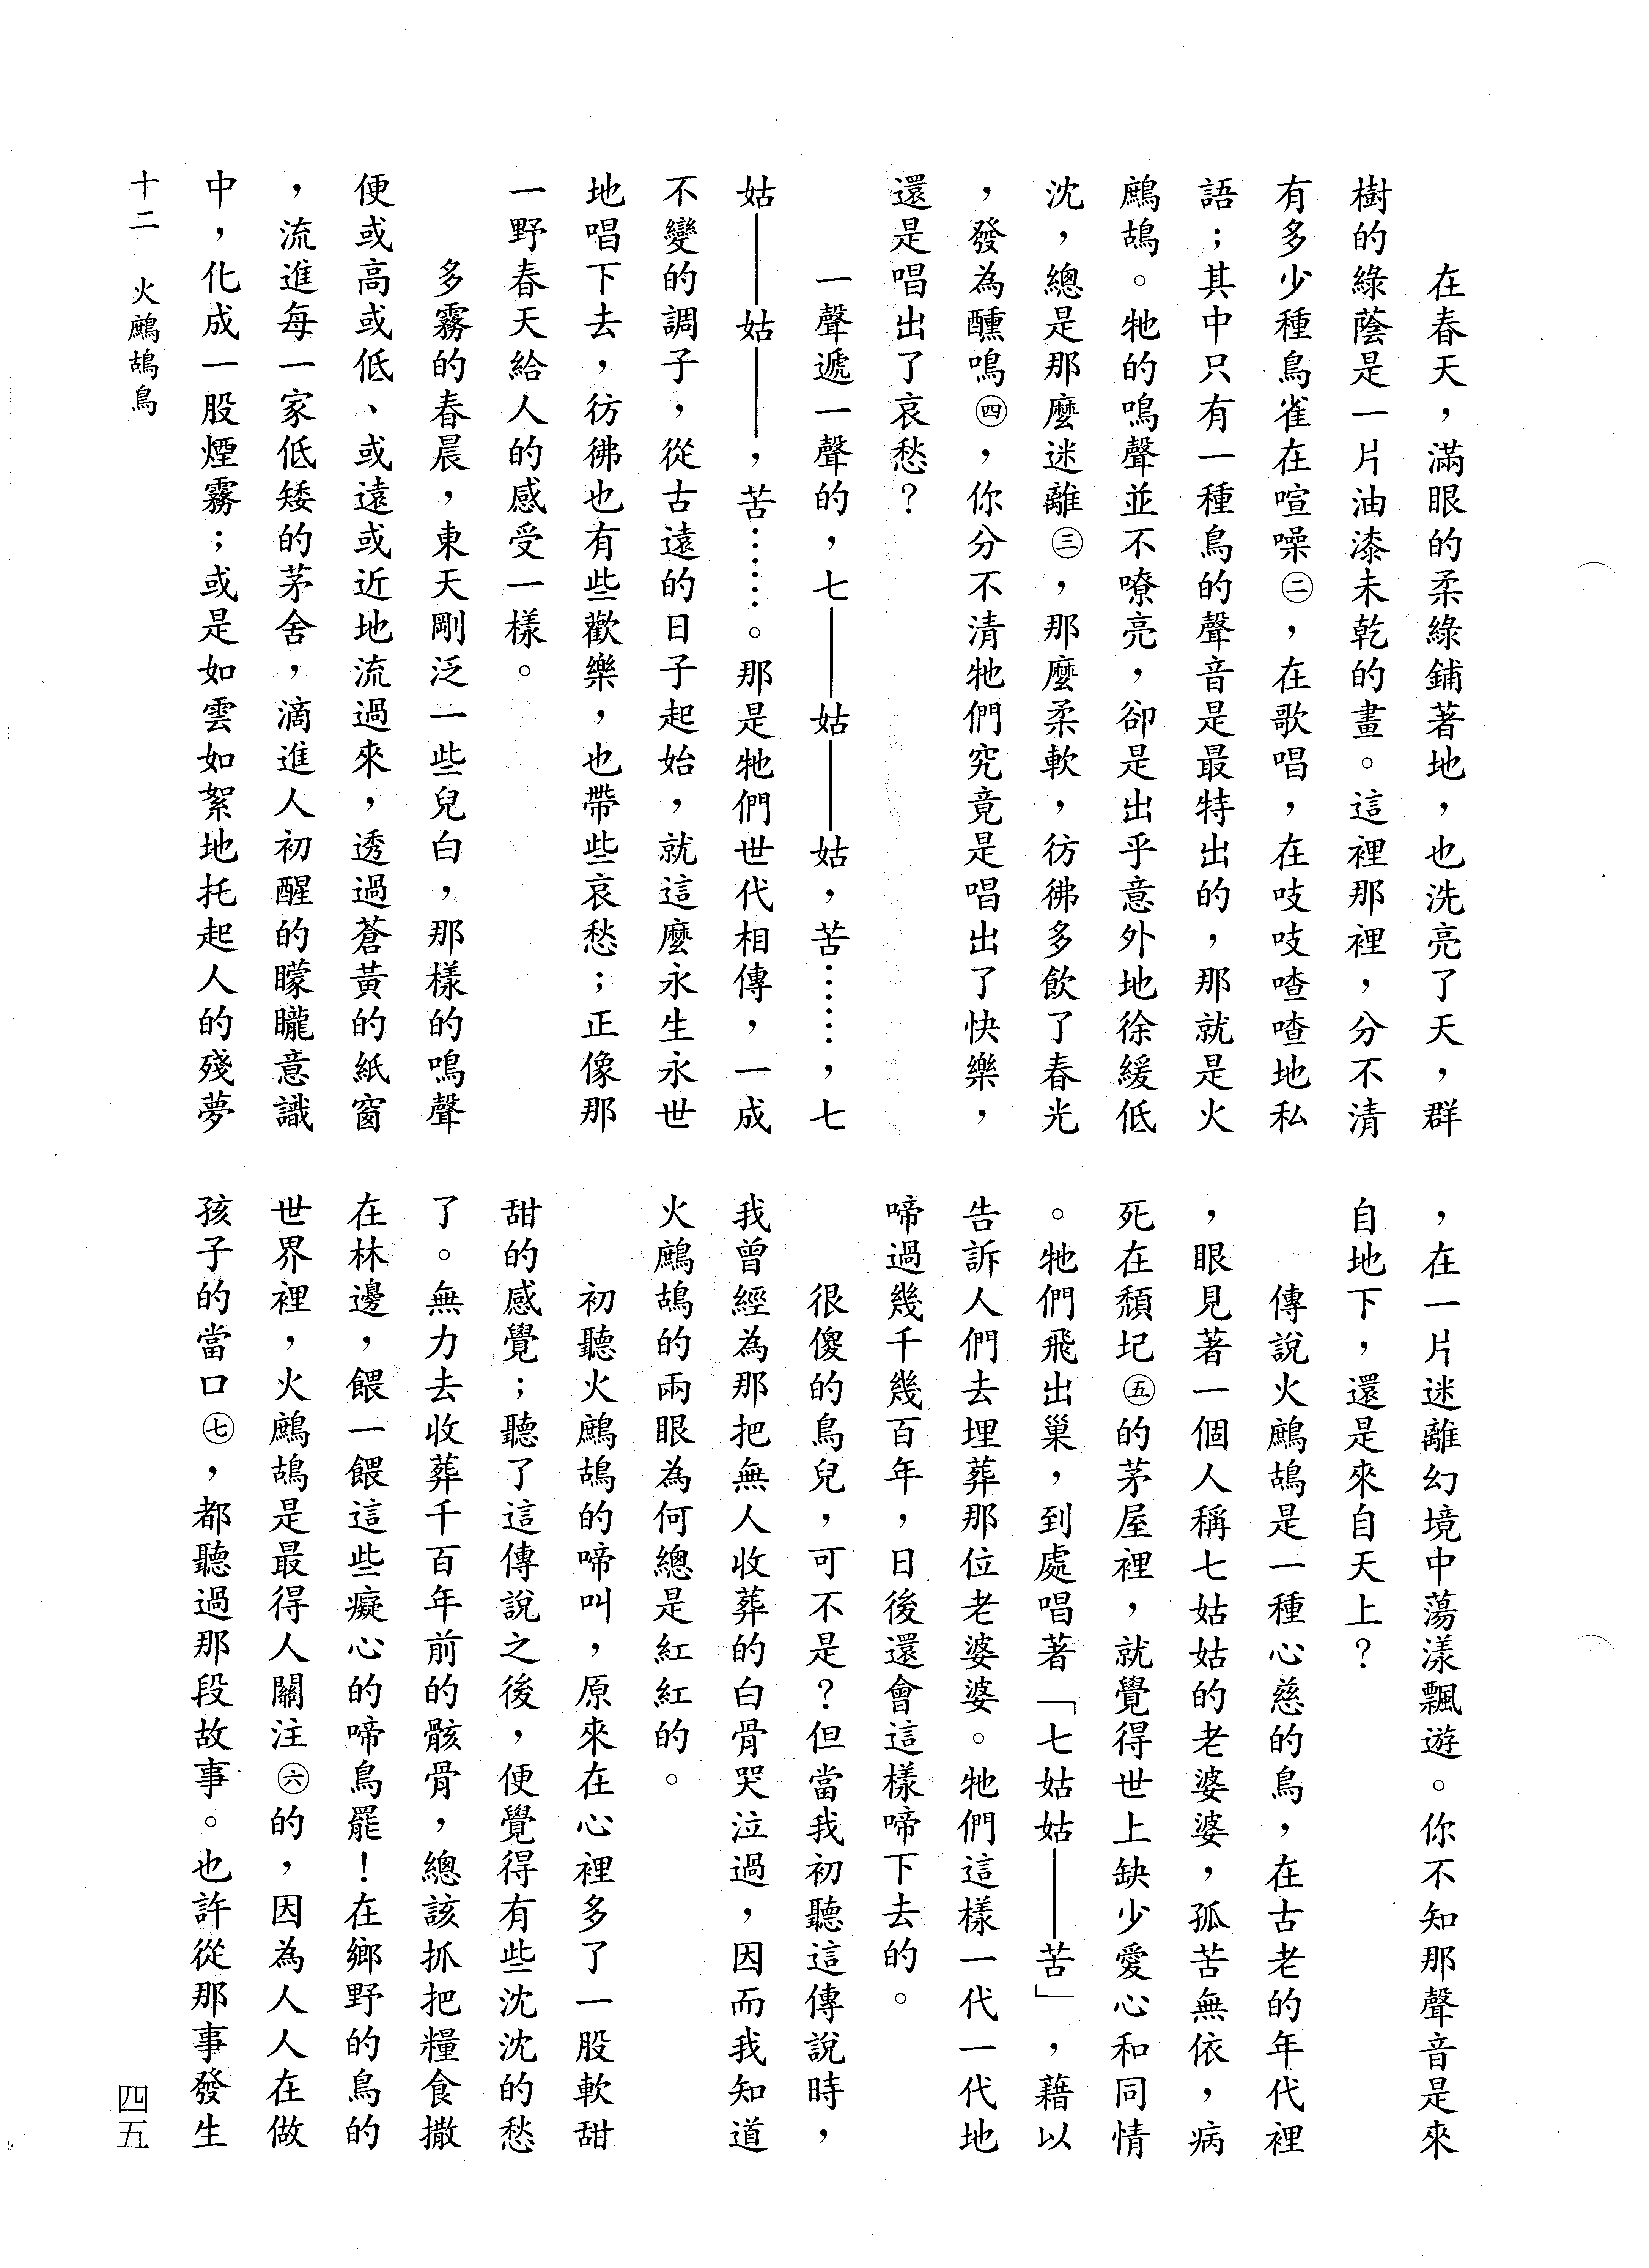 在春天，滿眼的柔綠鋪著地，也洗亮了天，群
樹的綠蔭是一片油漆未乾的畫。這裡那裡，分不清
有多少種鳥雀在喧噪㊁，在歌唱，在吱吱喳喳地私
語；其中只有一種鳥的聲音是最特出的，那就是火
鷓鴣。牠的鳴聲並不嘹亮，卻是出乎意外地徐緩低
沈，總是那麼迷離㊂，那麼柔軟，彷彿多飲了春光
，發為醺鳴㊃，你分不清牠們究竟是唱出了快樂，
還是唱出了哀愁？
一聲遞一聲的，七——姑——姑，苦……，七
姑——姑——，苦……。那是牠們世代相傳，一成
不變的調子，從古遠的日子起始，就這麼永生永世
地唱下去，彷彿也有些歡樂，也帶些哀愁；正像那
一野春天給人的感受一樣。
多霧的春晨，東天剛泛一些兒白，那樣的鳴聲
便或高或低、或遠或近地流過來，透過蒼黃的紙窗
，流進每一家低矮的茅舍，滴進人初醒的矇矓意識
中，化成一股煙霧；或是如雲如絮地托起人的殘夢
十二　火鷓鴣鳥
，在一片迷離幻境中蕩漾飄遊。你不知那聲音是來
自地下，還是來自天上？
傳說火鷓鴣是一種心慈的鳥，在古老的年代裡
，眼見著一個人稱七姑姑的老婆婆，孤苦無依，病
死在頹圮㊄的茅屋裡，就覺得世上缺少愛心和同情
。牠們飛出巢，到處唱著「七姑姑——苦」，藉以
告訴人們去埋葬那位老婆婆。牠們這樣一代一代地
啼過幾千幾百年，日後還會這樣啼下去的。
很傻的鳥兒，可不是？但當我初聽這傳說時，
我曾經為那把無人收葬的白骨哭泣過，因而我知道
火鷓鴣的兩眼為何總是紅紅的。
初聽火鷓鴣的啼叫，原來在心裡多了一股軟甜
甜的感覺；聽了這傳說之後，便覺得有些沈沈的愁
了。無力去收葬千百年前的骸骨，總該抓把糧食撒
在林邊，餵一餵這些癡心的啼鳥罷！在鄉野的鳥的
世界裡，火鷓鴣是最得人關注㊅的，因為人人在做
孩子的當口㊆，都聽過那段故事。也許從那事發生
四五